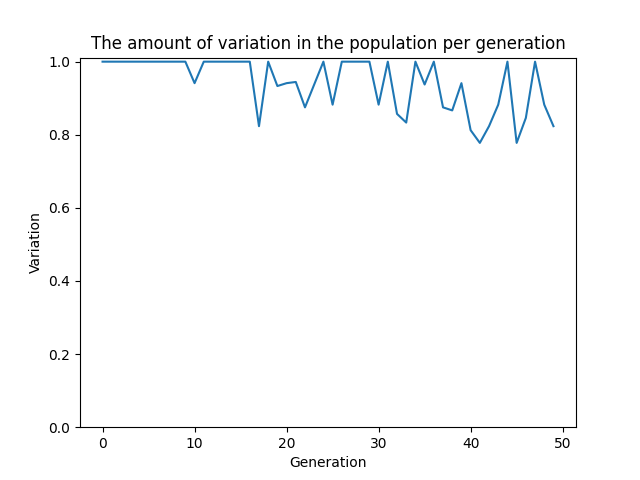 The amount of variation in the population per generation
1.0
0.8
0.6
0.4
0.2
0.0
Variation
0 10 20 30 40 50
Generation